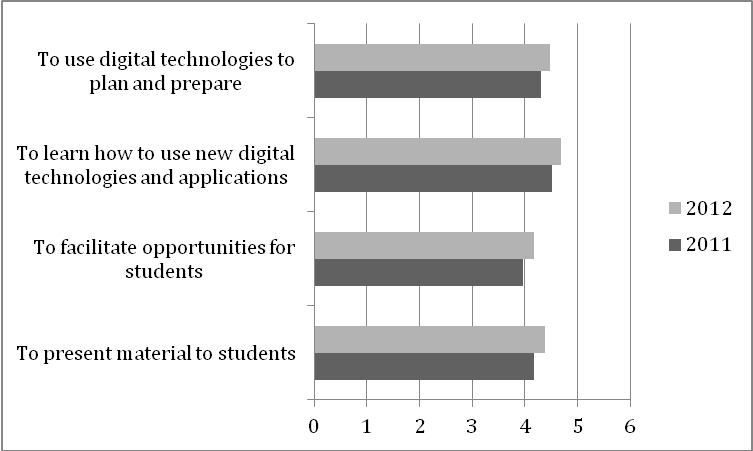 To use digital technologies to
plan and prepare
To learn how to use new digital
technologies and applications
To facilitate opportunities for
students
To present material to students
2012
2011
0 1 2 3 4 5 6